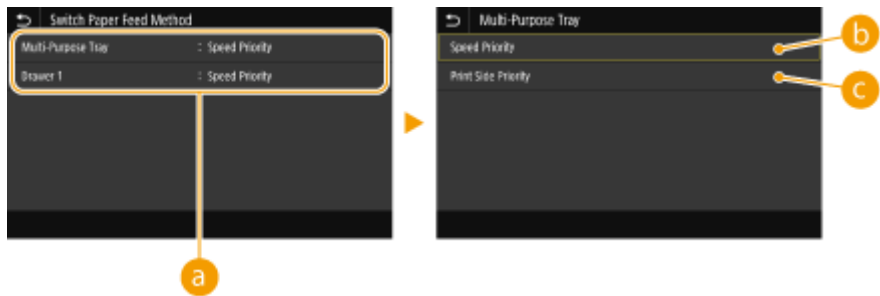 Switch Paper Feed Method
Multi-Purpose Tray : Speed Priority
Drawer 1 : Speed Priority
a
Multi-Purpose Tray
Speed Priority
b
Print Side Priority
c